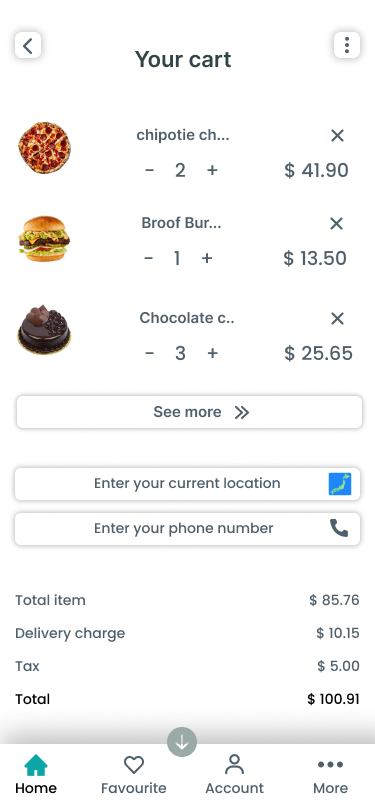 Your cart
chipotie ch...
- 2 + $ 41.90
Broof Bur...
- 1 + $ 13.50
Chocolate c..
- 3 + $ 25.65
See more
Enter your current location
Enter your phone number
Total item $ 85.76
Delivery charge $ 10.15
Tax $ 5.00
Total $ 100.91
Home Favourite Account More